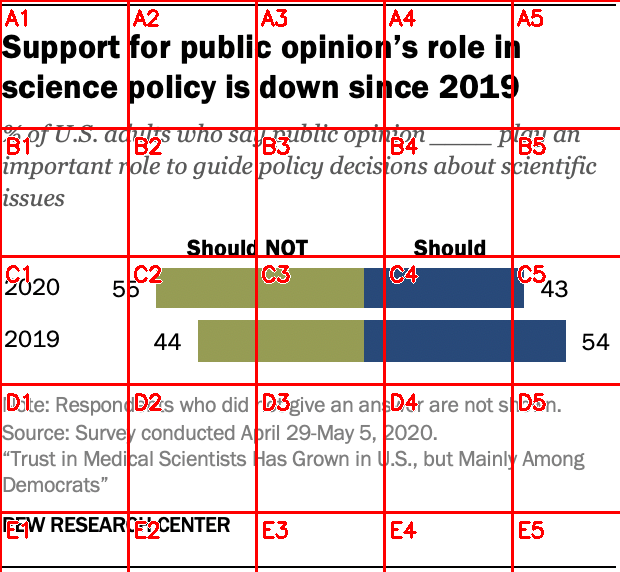 A1 A2 A3 A4 A5
Support for public opinion's role in
science policy is down since 2019
% of U.S. adults who say public opinion ____ play an
B1 B2 B3 B4 B5
important role to guide policy decisions about scientific
issues
Should NOT Should
C1 C2 C3 C4 C5
2020 55 43
2019 44 54
D1 D2 D3 D4 D5
Note: Respondents who did not give an answer are not shown.
Source: Survey conducted April 29-May 5, 2020.
“Trust in Medical Scientists Has Grown in U.S., but Mainly Among
Democrats”
PEW RESEARCH CENTER
E1 E2 E3 E4 E5